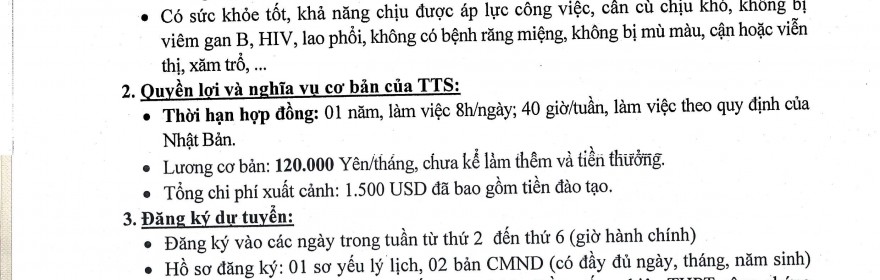 • Có sức khỏe tốt, khả năng chịu được áp lực công việc, cần cù chịu khó, không bị
viêm gan B, HIV, lao phổi, không có bệnh răng miệng, không bị mù màu, cận hoặc viễn
thị, xăm trổ, ...
2. Quyền lợi và nghĩa vụ cơ bản của TTS:
• Thời hạn hợp đồng: 01 năm, làm việc 8h/ngày; 40 giờ/tuần, làm việc theo quy định của
Nhật Bản.
• Lương cơ bản: 120.000 Yên/tháng, chưa kể làm thêm và tiền thưởng.
• Tổng chi phí xuất cảnh: 1.500 USD đã bao gồm tiền đào tạo.
3. Đăng ký dự tuyển:
• Đăng ký vào các ngày trong tuần từ thứ 2 đến thứ 6 (giờ hành chính)
• Hồ sơ đăng ký: 01 sơ yếu lý lịch, 02 bản CMND (có đầy đủ ngày, tháng, năm sinh)